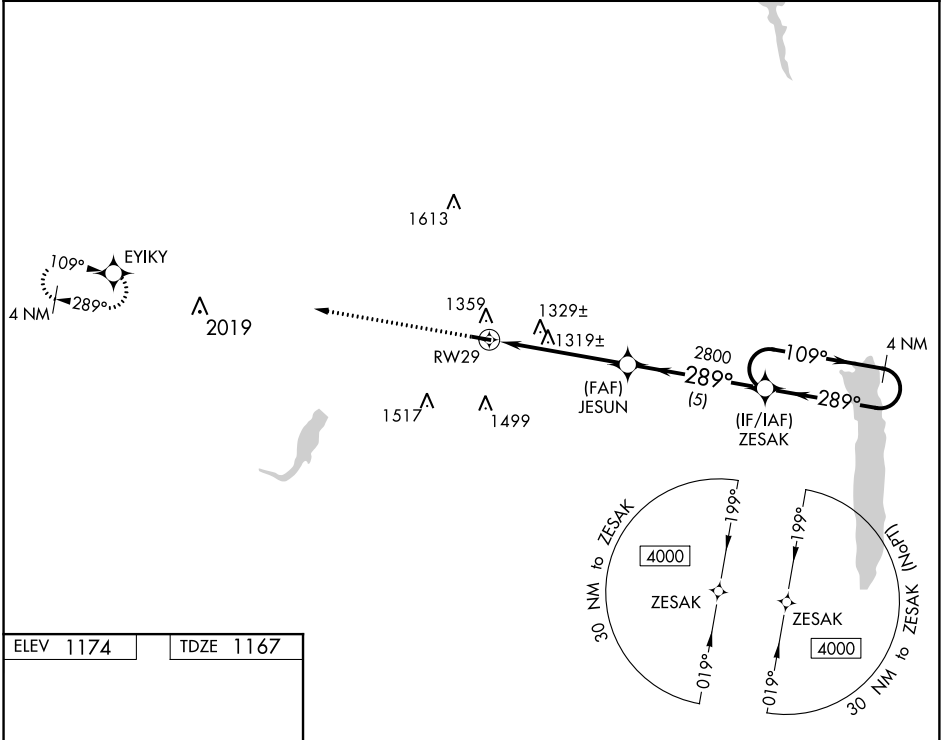 1613
109°
EYIKY
289°
4 NM
2019
1359
1329±
1319±
RW29
(FAF)
JESUN
2800
289°
(5)
109°
4 NM
289°
(IF/IAF)
ZESAK
1517
1499
30 NM to ZESAK
4000
199°
ZESAK
019°
199°
ZESAK
4000
019°
30 NM to ZESAK (NoPT)
ELEV 1174
TDZE 1167